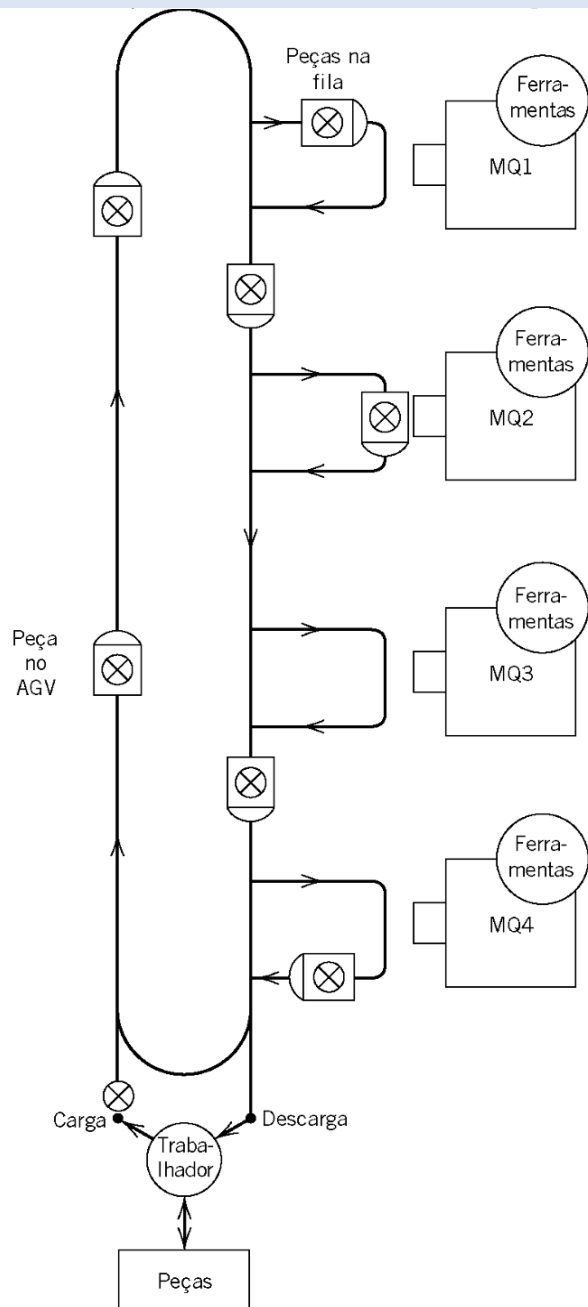 Peças na
fila
Ferra-
mentas
MQ1
Ferra-
mentas
MQ2
Ferra-
mentas
MQ3
Peça
no
AGV
Ferra-
mentas
MQ4
Carga
Descarga
Traba-
lhador
Peças